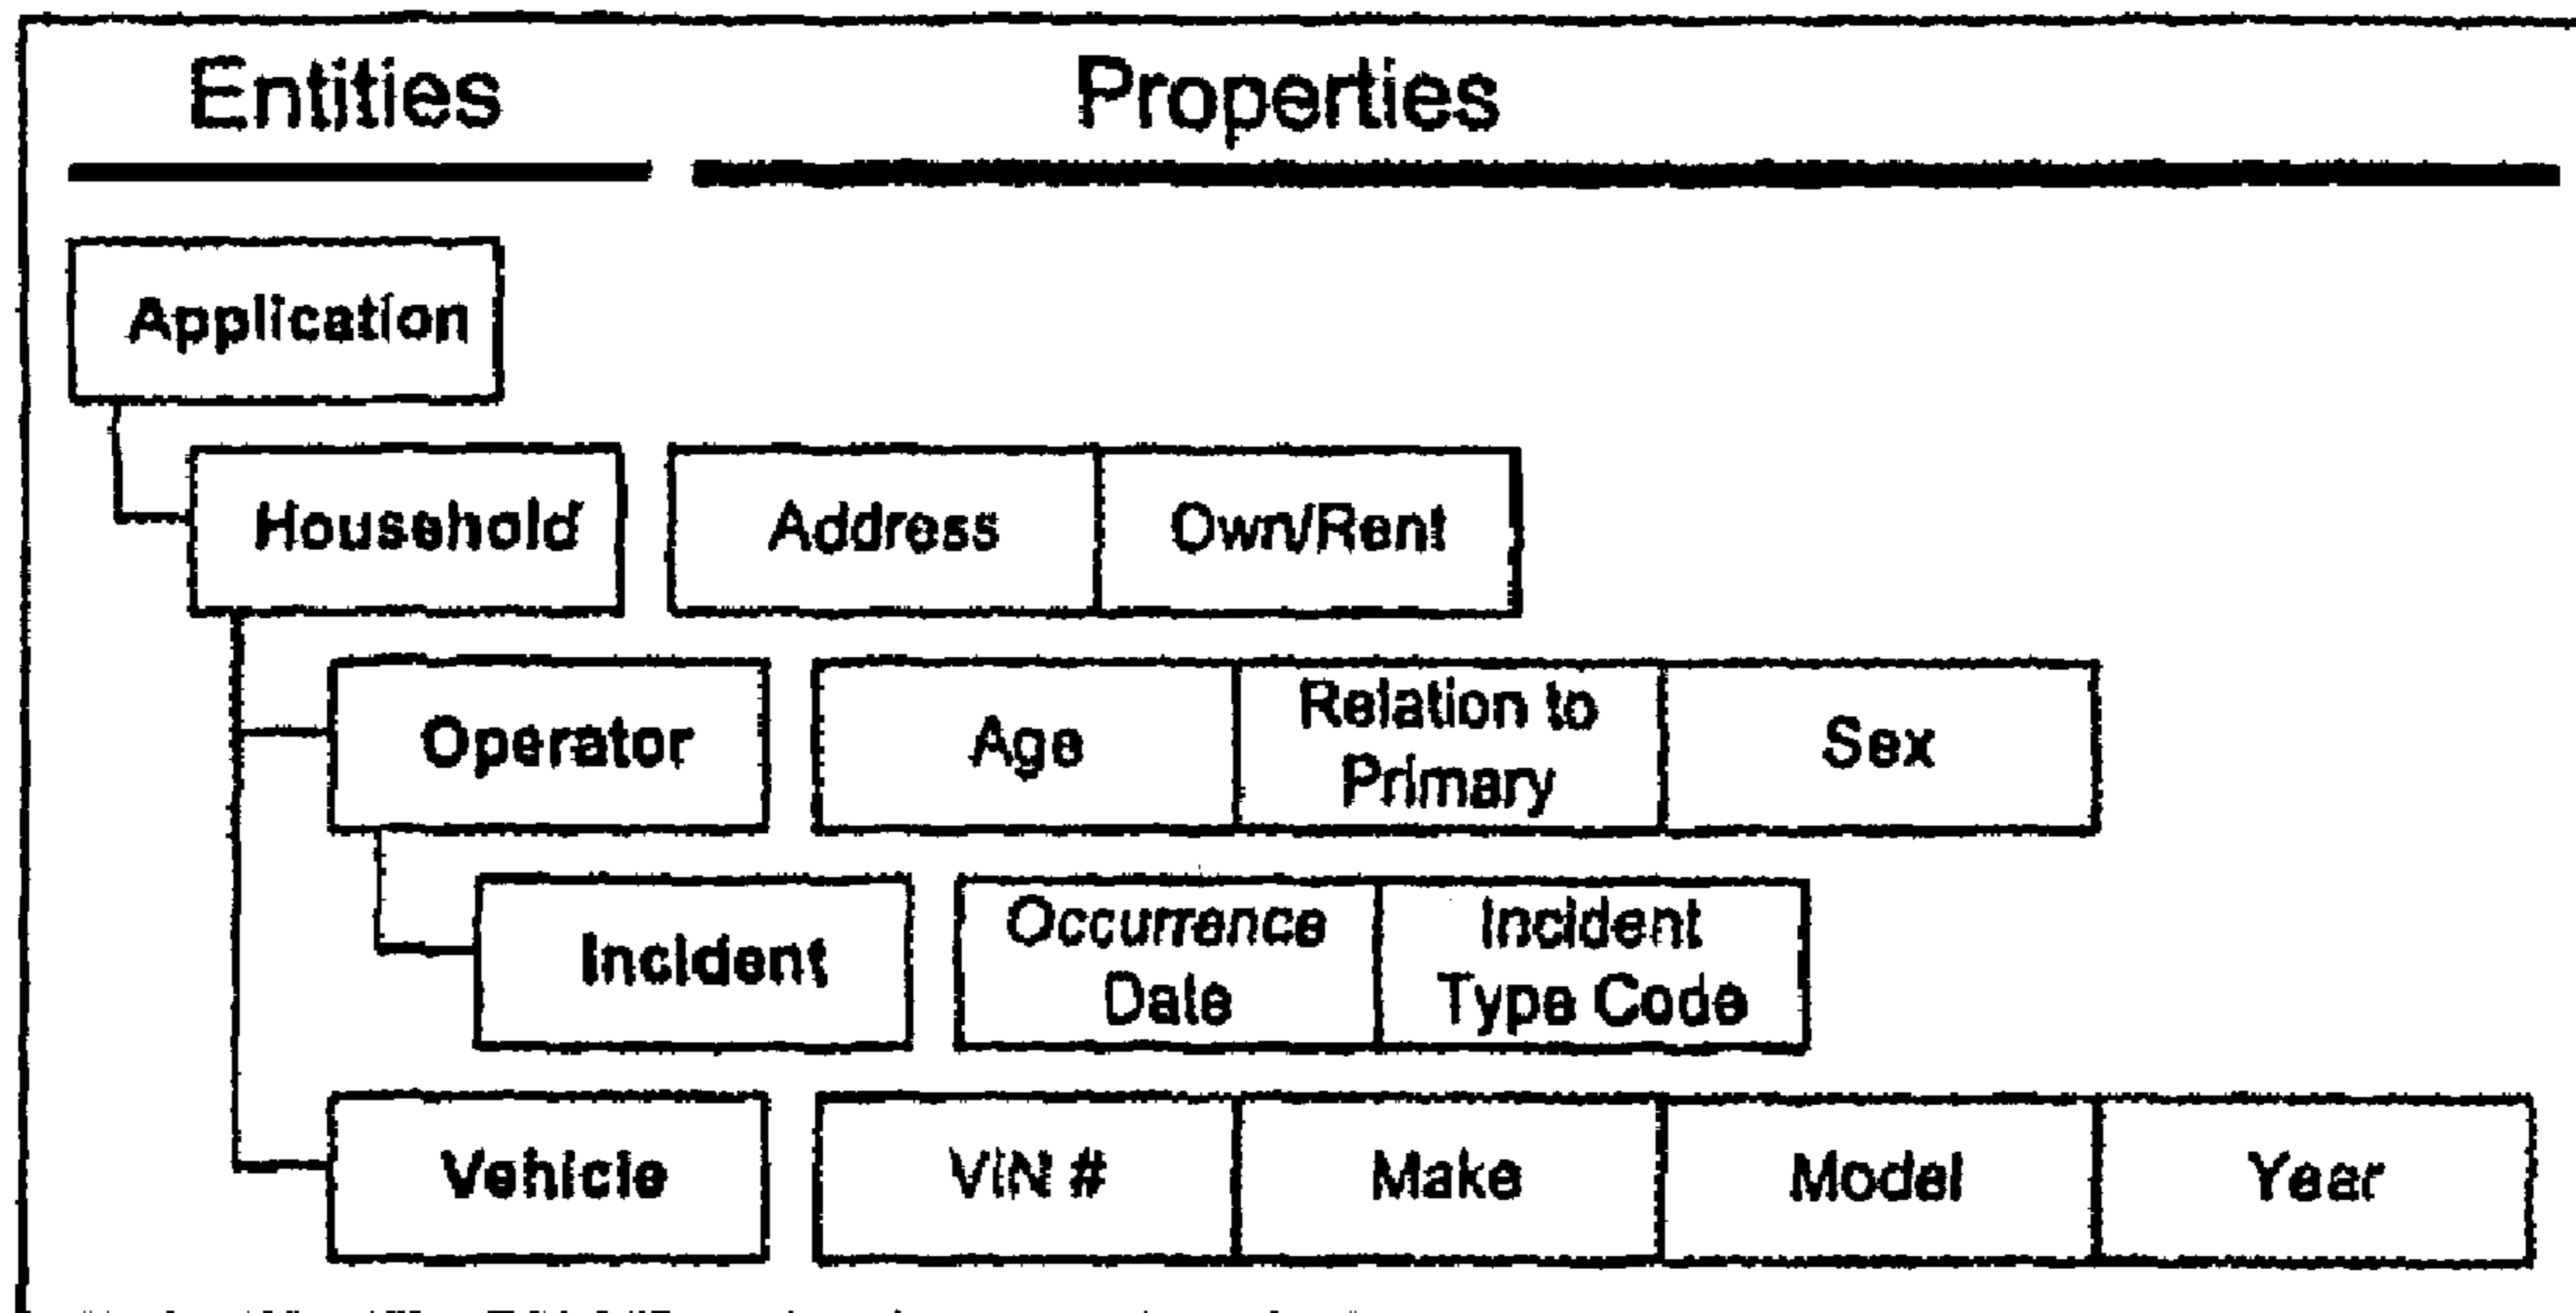 Entities Properties
Application
Household Address Own/Rent
Operator Age Relation to Primary Sex
Incident Occurrence Date Incident Type Code
Vehicle VIN # Make Model Year